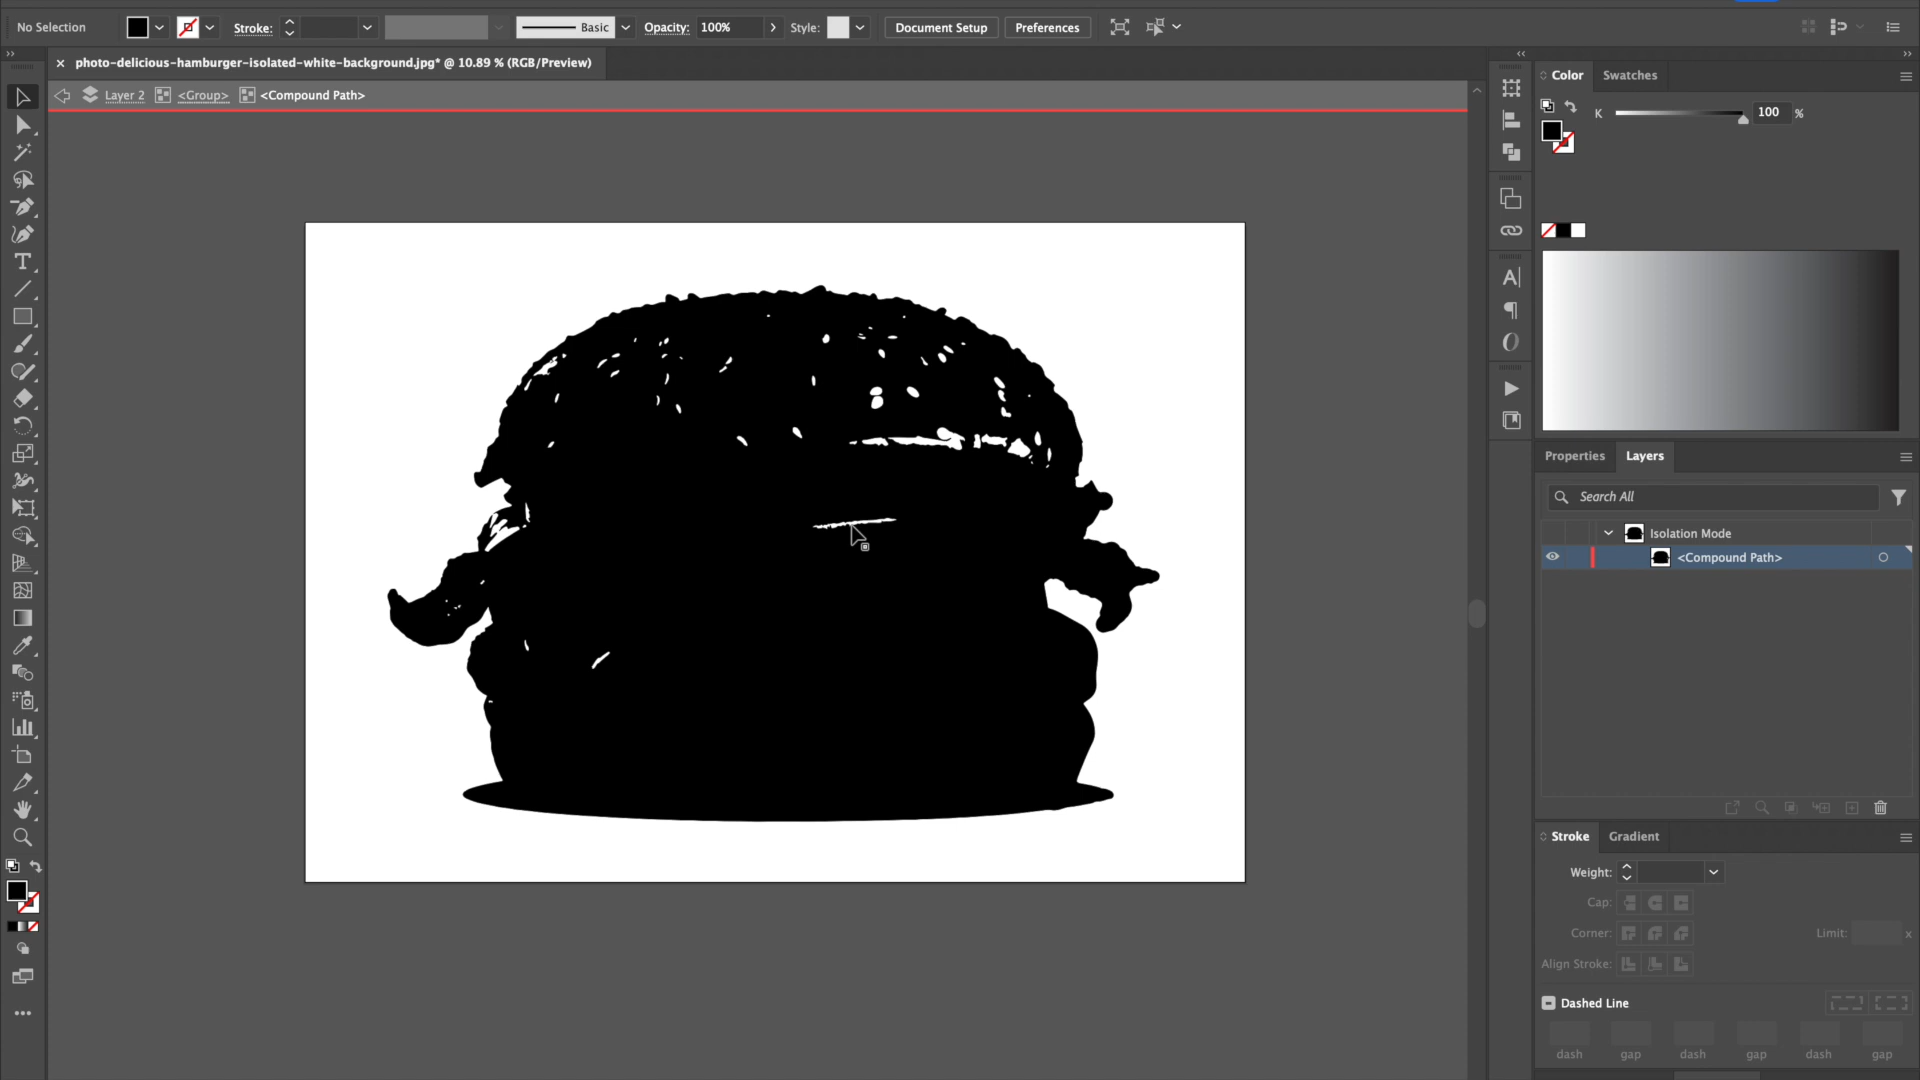 No Selection Stroke: Basic Opacity: 100% Style: Document Setup Preferences
photo-delicious-hamburger-isolated-white-background.jpg* @ 10.89 % (RGB/Preview)
Layer 2 <Group> <Compound Path>
Color Swatches
K 100 %
Properties Layers
Search All
Isolation Mode
<Compound Path>
Stroke Gradient
Weight:
Cap:
Corner: Limit: x
Align Stroke:
Dashed Line
dash gap dash gap dash gap